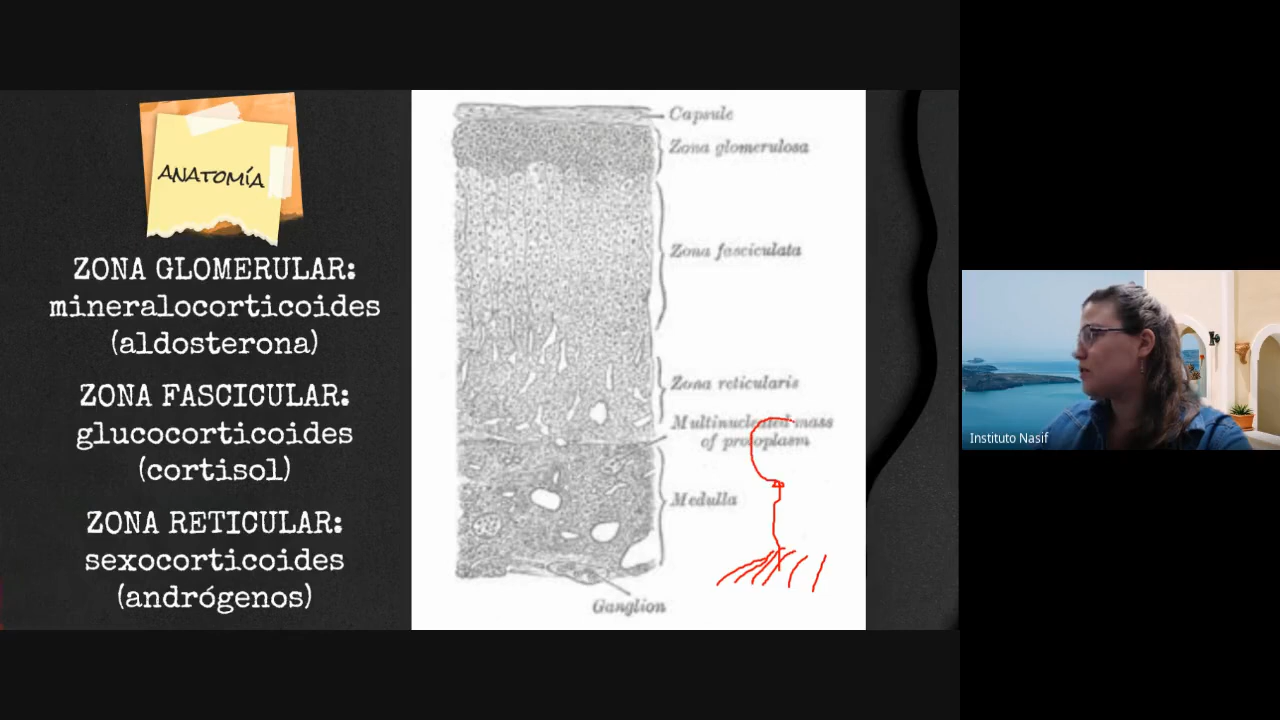 ANATOMÍA
ZONA GLOMERULAR:
mineralocorticoides
(aldosterona)
ZONA FASCICULAR:
glucocorticoides
(cortisol)
ZONA RETICULAR:
sexocorticoides
(andrógenos)
Capsule
Zona glomerulosa
Zona fasciculata
Zona reticularis
Multinucleated mass
of protoplasm
Medulla
Ganglion
Instituto Nasif